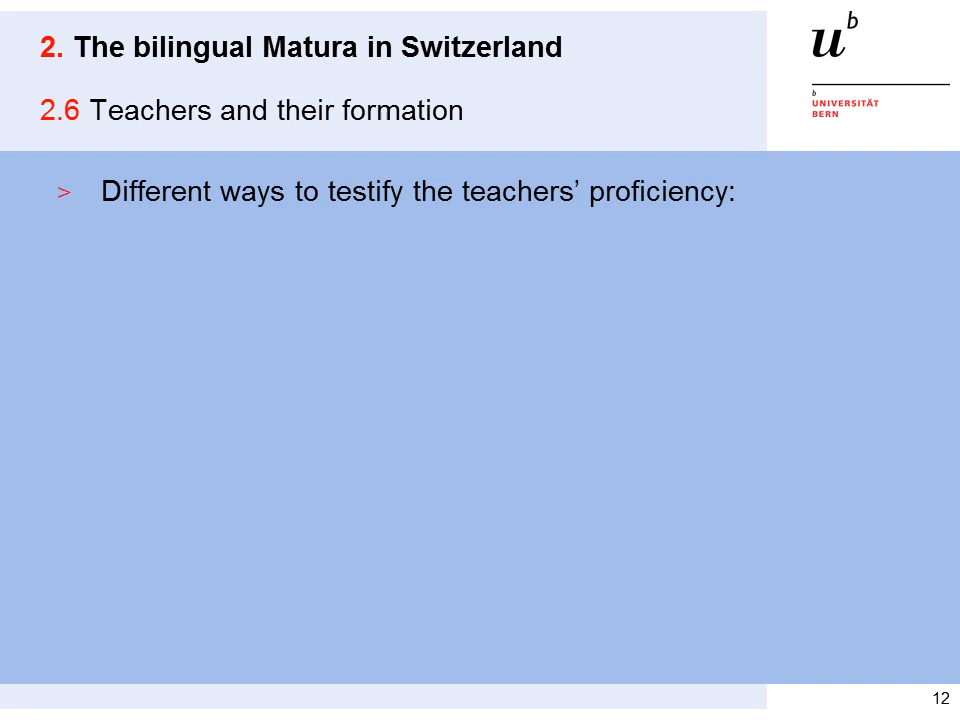 2. The bilingual Matura in Switzerland
2.6 Teachers and their formation
u b
b
UNIVERSITÄT
BERN
> Different ways to testify the teachers’ proficiency:
12